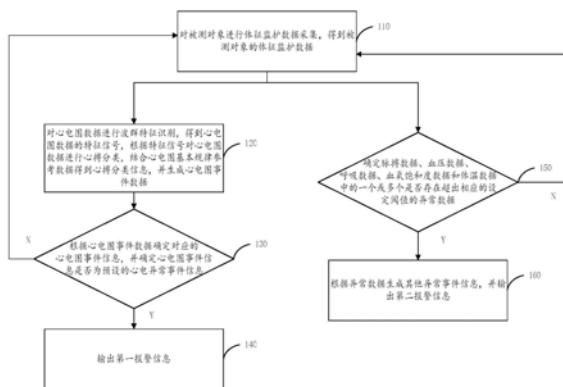 对被测对象进行体征监护数据采集，得到被
测对象的体征监护数据
110
对心电图数据进行波群特征识别，得到心电
图数据的特征信号，根据特征信号对心电图
数据进行心搏分类，结合心电图基本规律参
考数据得到心搏分类信息，并生成心电图事
件数据
120
确定脉搏数据、血压数据、
呼吸数据、血氧饱和度数据和体温数据
中的一个或多个是否存在超出相应的设
定阈值的异常数据
150
N
N
根据心电图事件数据确定对应的
心电图事件信息，并确定心电图事件信
息是否为预设的心电异常事件信息
130
Y
Y
根据异常数据生成其他异常事件信息，并输
出第二报警信息
160
输出第一报警信息
140